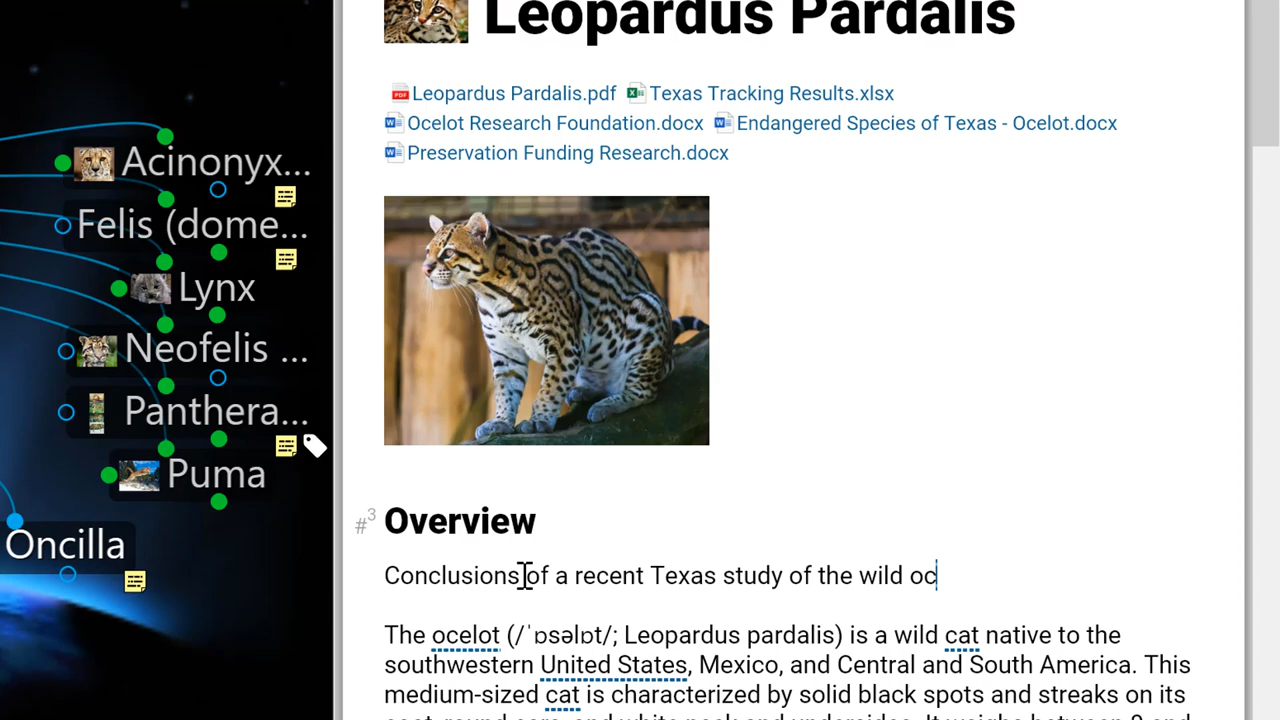 Leopardus Pardalis
Leopardus Pardalis.pdf Texas Tracking Results.xlsx
Ocelot Research Foundation.docx Endangered Species of Texas - Ocelot.docx
Preservation Funding Research.docx
Acinonyx...
Felis (dome...
Lynx
Neofelis ...
Panthera...
Puma
Oncilla
#3 Overview
Conclusions of a recent Texas study of the wild oc
The ocelot (/ˈɒsəlɒt/; Leopardus pardalis) is a wild cat native to the
southwestern United States, Mexico, and Central and South America. This
medium-sized cat is characterized by solid black spots and streaks on its